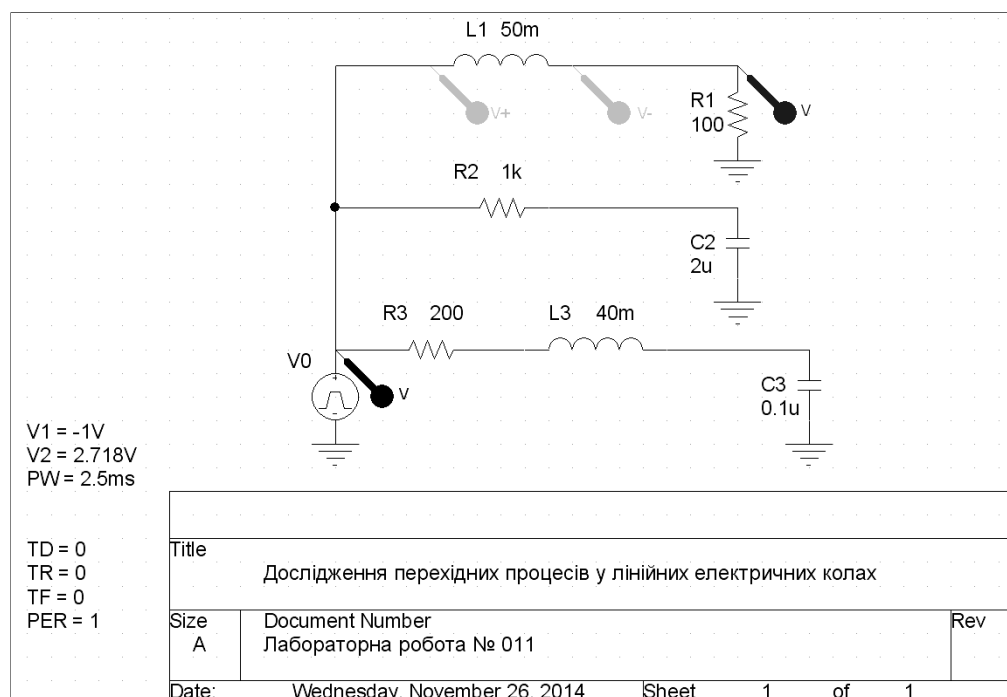 L1 50m
V+
V-
R1
100
V
R2 1k
C2
2u
R3 200
L3 40m
V0
+
-
V
C3
0.1u
V1 = -1V
V2 = 2.718V
PW = 2.5ms
TD = 0
TR = 0
TF = 0
PER = 1
Title
Дослідження перехідних процесів у лінійних електричних колах
Size
A
Document Number
Лабораторна робота № 011
Rev
Date: Wednesday, November 26, 2014
Sheet 1 of 1